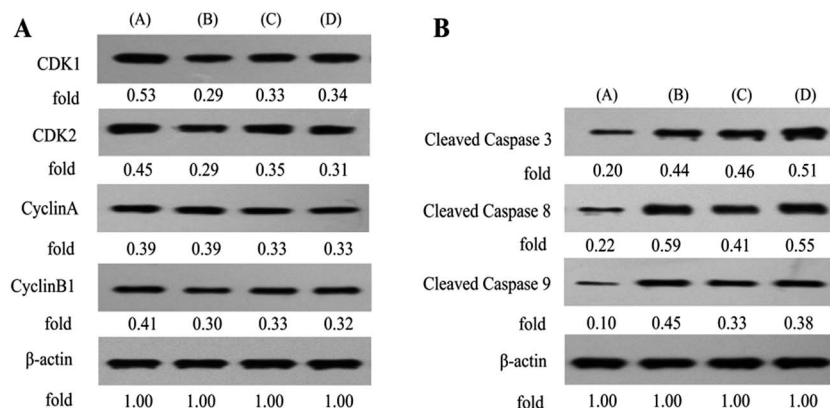 A
(A) (B) (C) (D)
CDK1
fold 0.53 0.29 0.33 0.34
CDK2
fold 0.45 0.29 0.35 0.31
CyclinA
fold 0.39 0.39 0.33 0.33
CyclinB1
fold 0.41 0.30 0.33 0.32
β-actin
fold 1.00 1.00 1.00 1.00
B
(A) (B) (C) (D)
Cleaved Caspase 3
fold 0.20 0.44 0.46 0.51
Cleaved Caspase 8
fold 0.22 0.59 0.41 0.55
Cleaved Caspase 9
fold 0.10 0.45 0.33 0.38
β-actin
fold 1.00 1.00 1.00 1.00